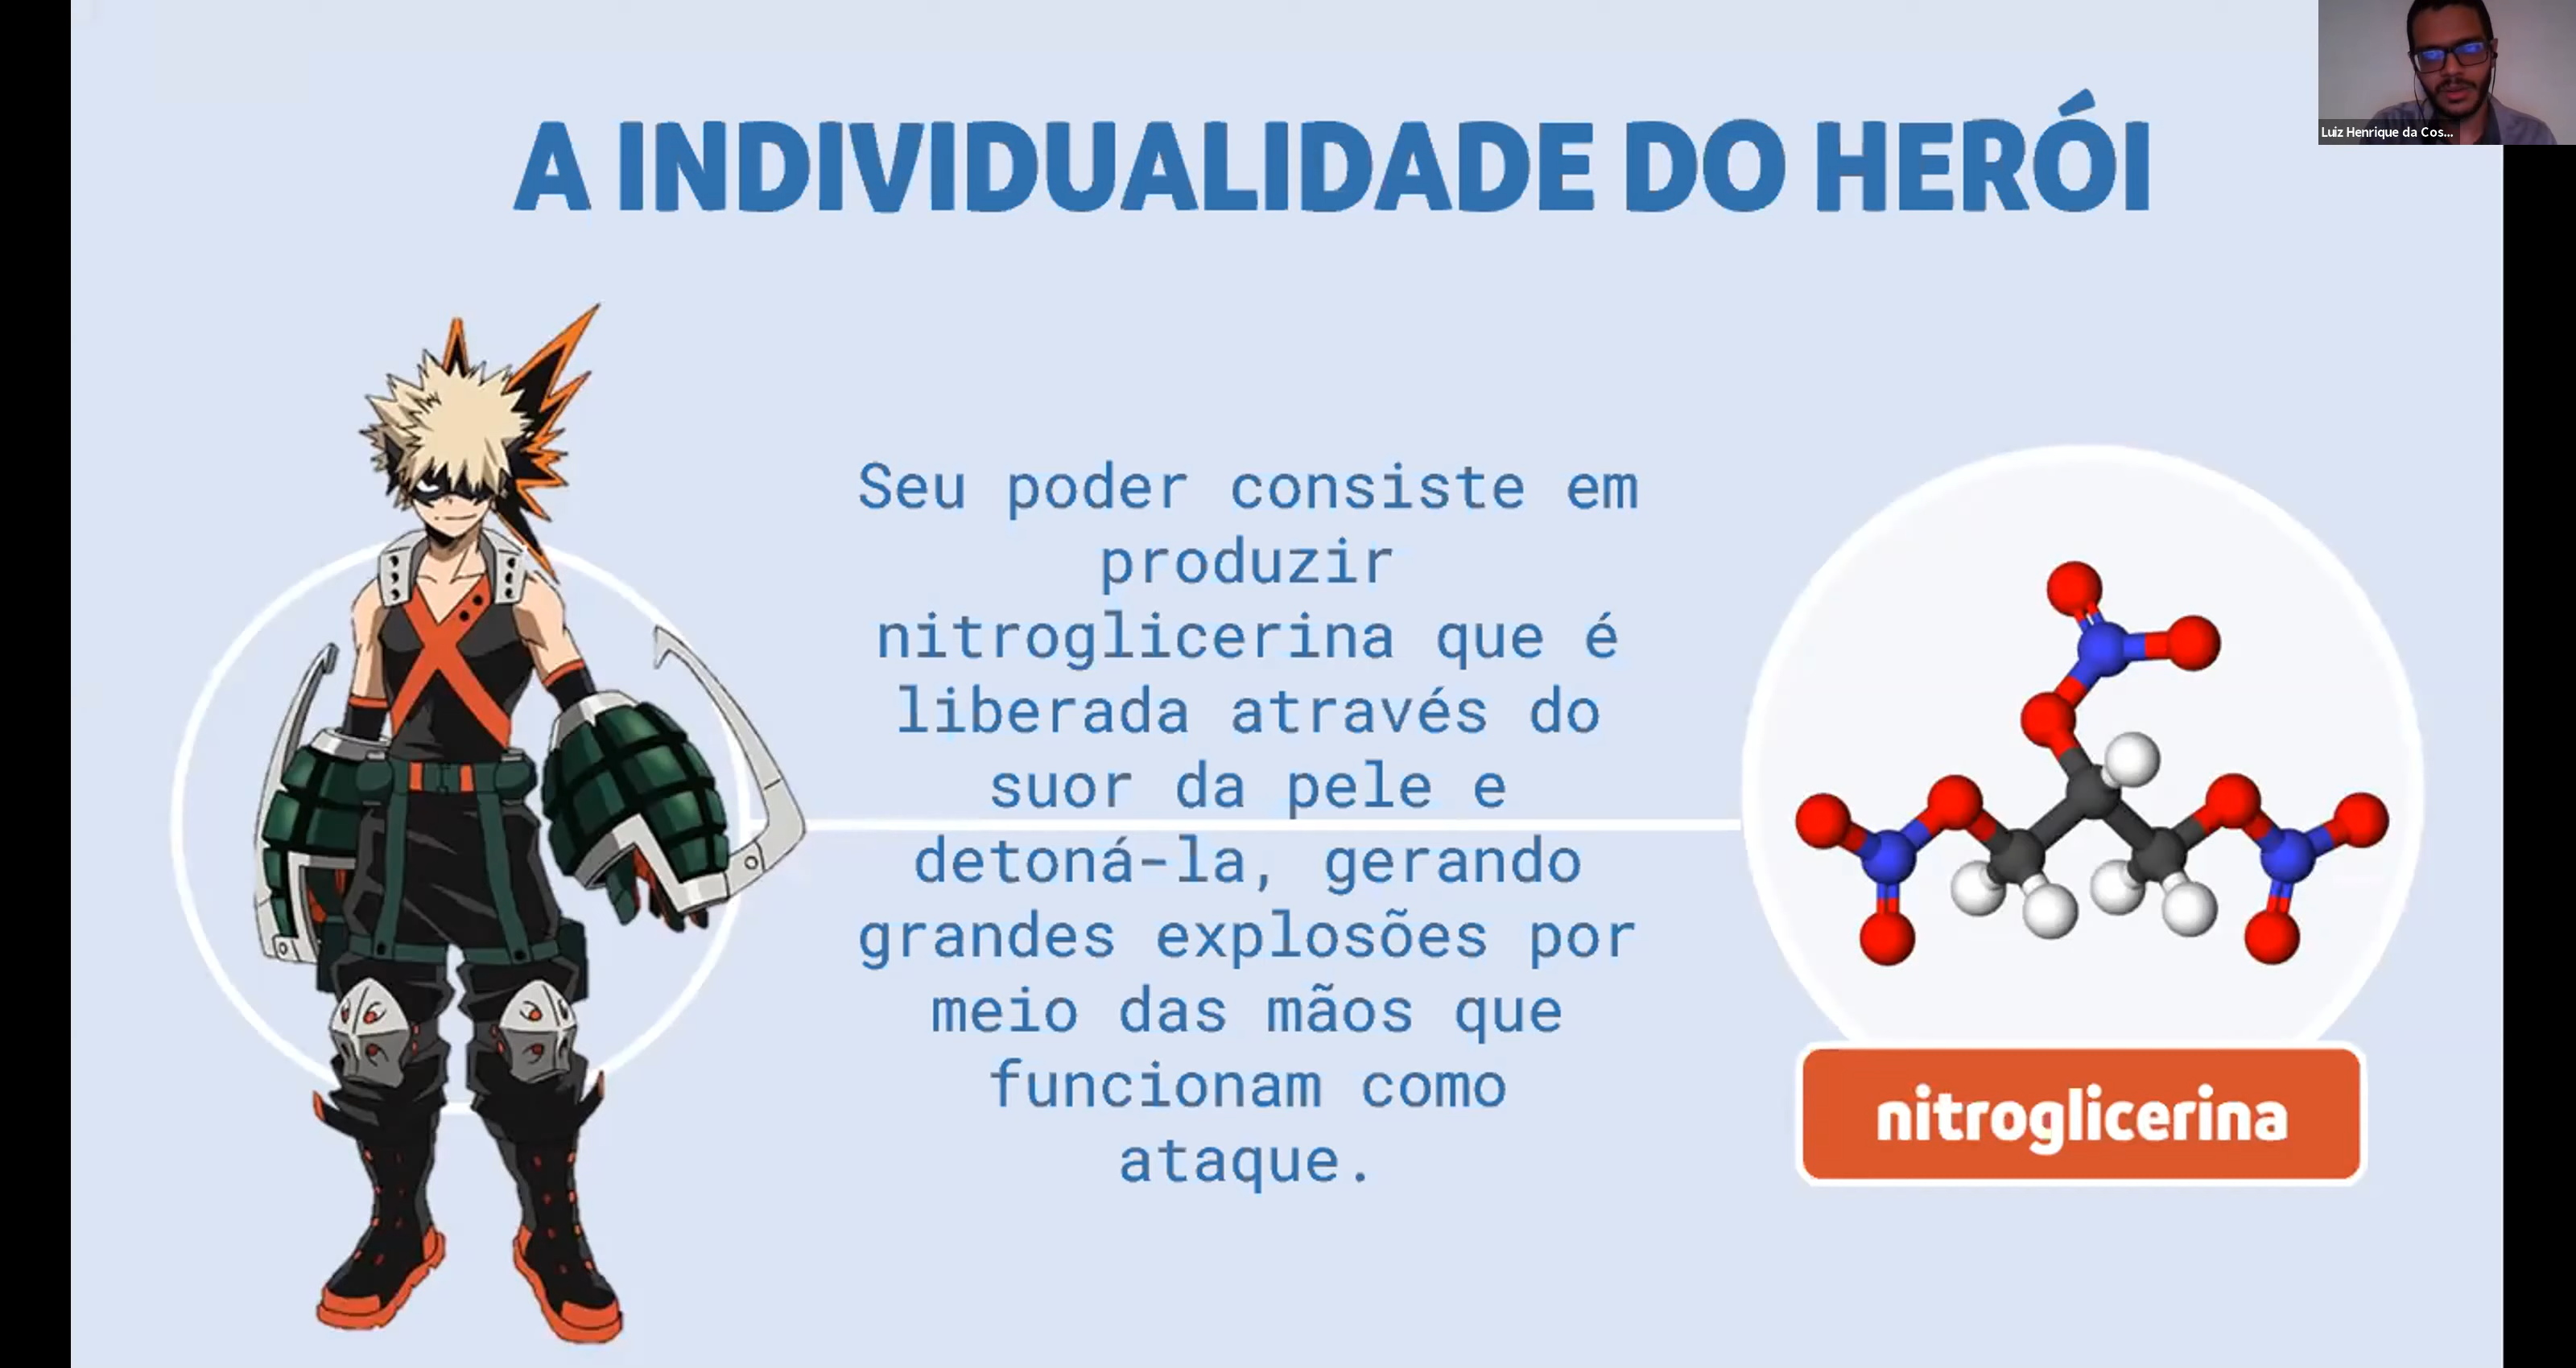 A INDIVIDUALIDADE DO HERÓI
Luiz Henrique da Cos...
Seu poder consiste em
produzir
nitroglicerina que é
liberada através do
suor da pele e
detoná-la, gerando
grandes explosões por
meio das mãos que
funcionam como
ataque.
nitroglicerina